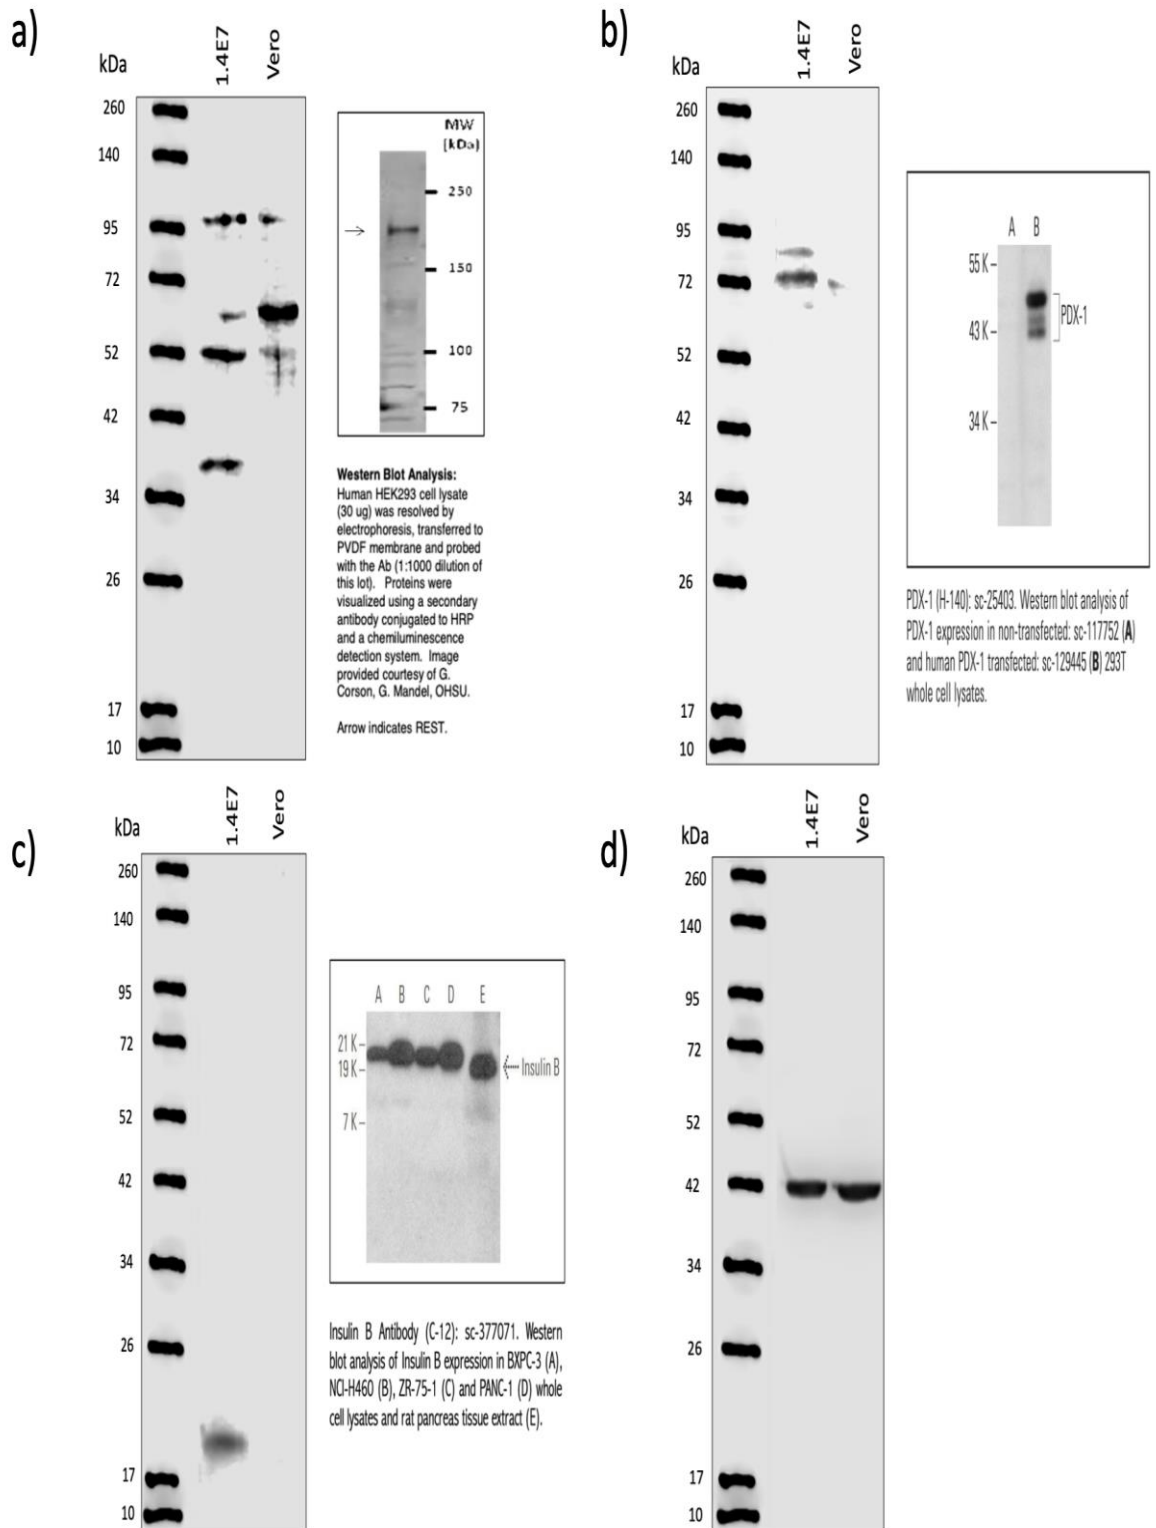 a)
kDa
1.4E7
Vero
260
140
95
72
52
42
34
26
17
10
MW
(kDa)
250
150
100
75
Western Blot Analysis:
Human HEK293 cell lysate
(30 ug) was resolved by
electrophoresis, transferred to
PVDF membrane and probed
with the Ab (1:1000 dilution of
this lot). Proteins were
visualized using a secondary
antibody conjugated to HRP
and a chemiluminescence
detection system. Image
provided courtesy of G.
Corson, G. Mandel, OHSU.
Arrow indicates REST.
b)
kDa
1.4E7
Vero
260
140
95
72
52
42
34
26
17
10
A B
55 K
43 K
34 K
PDX-1
PDX-1 (H-140): sc-25403. Western blot analysis of
PDX-1 expression in non-transfected: sc-117752 (A)
and human PDX-1 transfected: sc-129445 (B) 293T
whole cell lysates.
c)
kDa
1.4E7
Vero
260
140
95
72
52
42
34
26
17
10
A B C D E
21 K
19 K
7 K
Insulin B
Insulin B Antibody (C-12): sc-377071. Western
blot analysis of Insulin B expression in BXPC-3 (A),
NCI-H460 (B), ZR-75-1 (C) and PANC-1 (D) whole
cell lysates and rat pancreas tissue extract (E).
d)
kDa
1.4E7
Vero
260
140
95
72
52
42
34
26
17
10